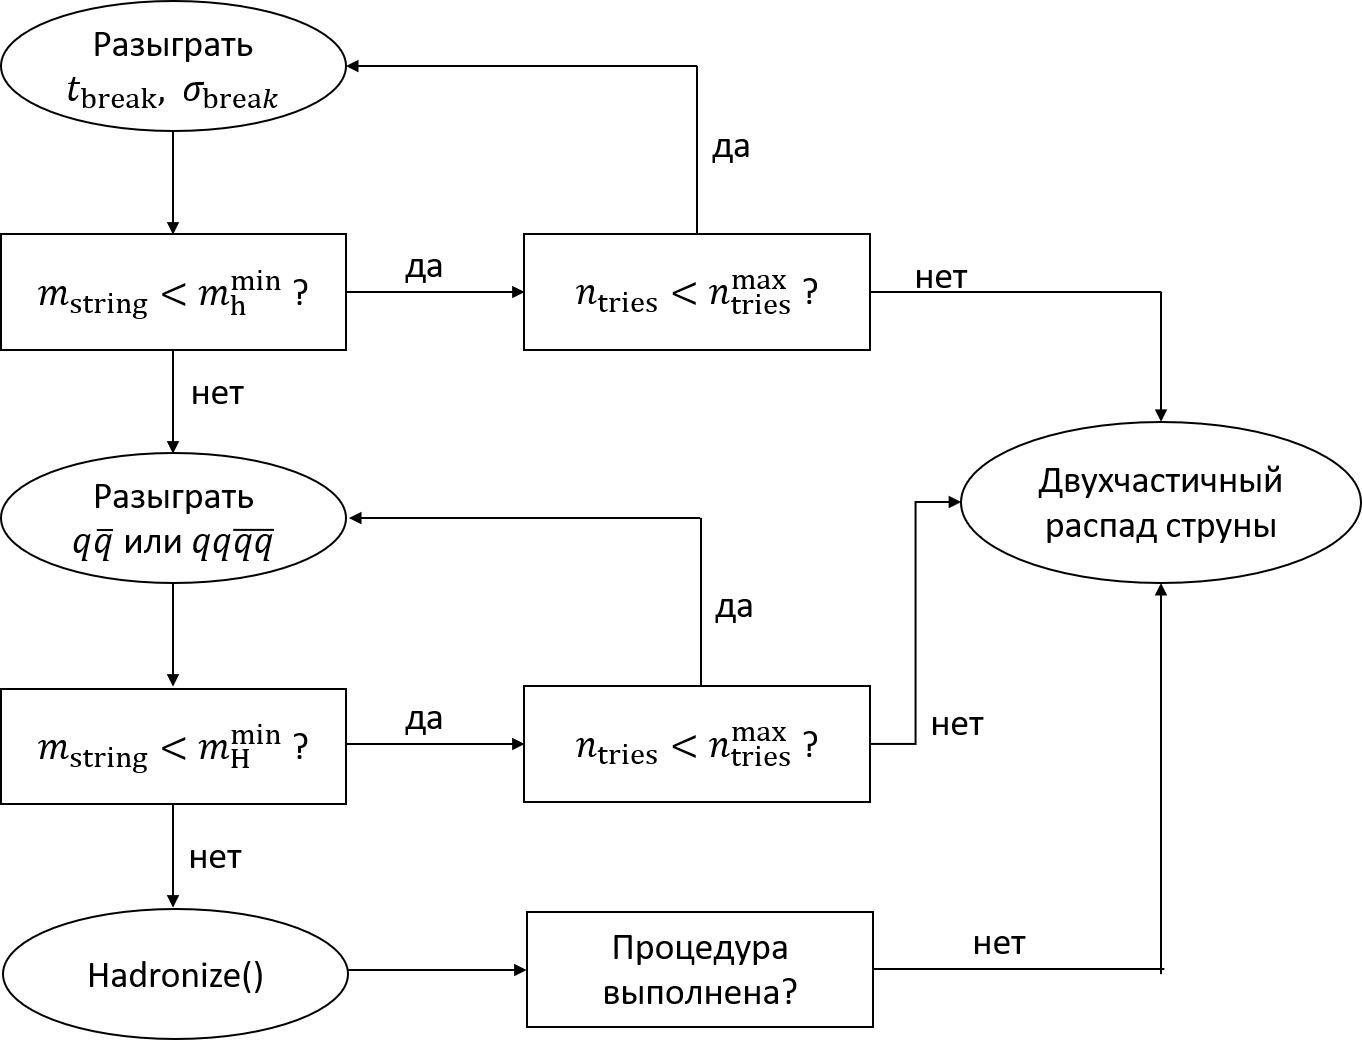 Разыграть
t_break, σ_break
да
m_string < m_h^min ?
да
n_tries < n_tries^max ?
нет
нет
Разыграть
qq̅ или qqq̅q̅
Двухчастичный
распад струны
да
m_string < m_H^min ?
да
n_tries < n_tries^max ?
нет
нет
Hadronize()
Процедура
выполнена?
нет